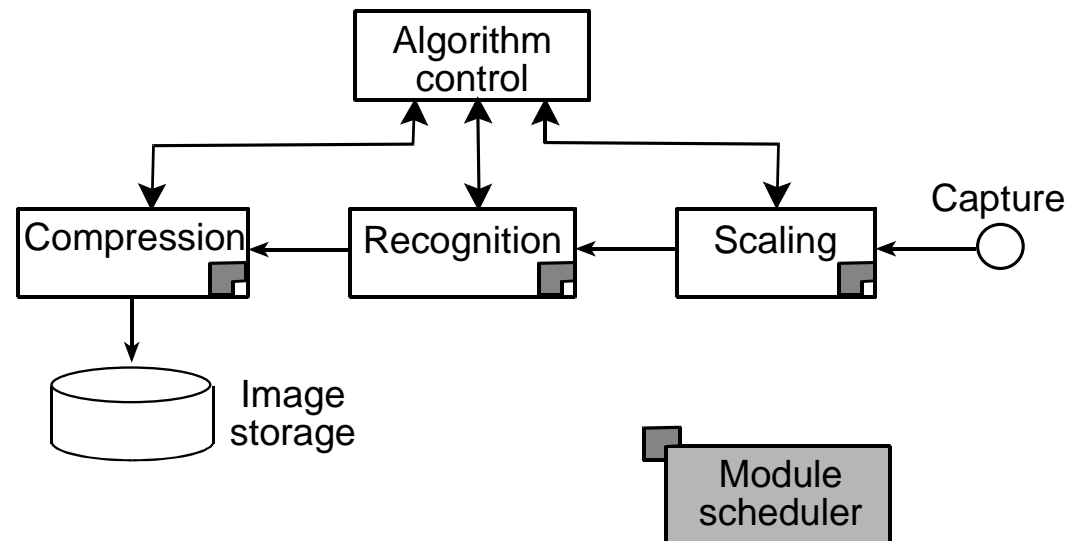 Algorithm
control
Capture
Compression
Recognition
Scaling
Image
storage
Module
scheduler